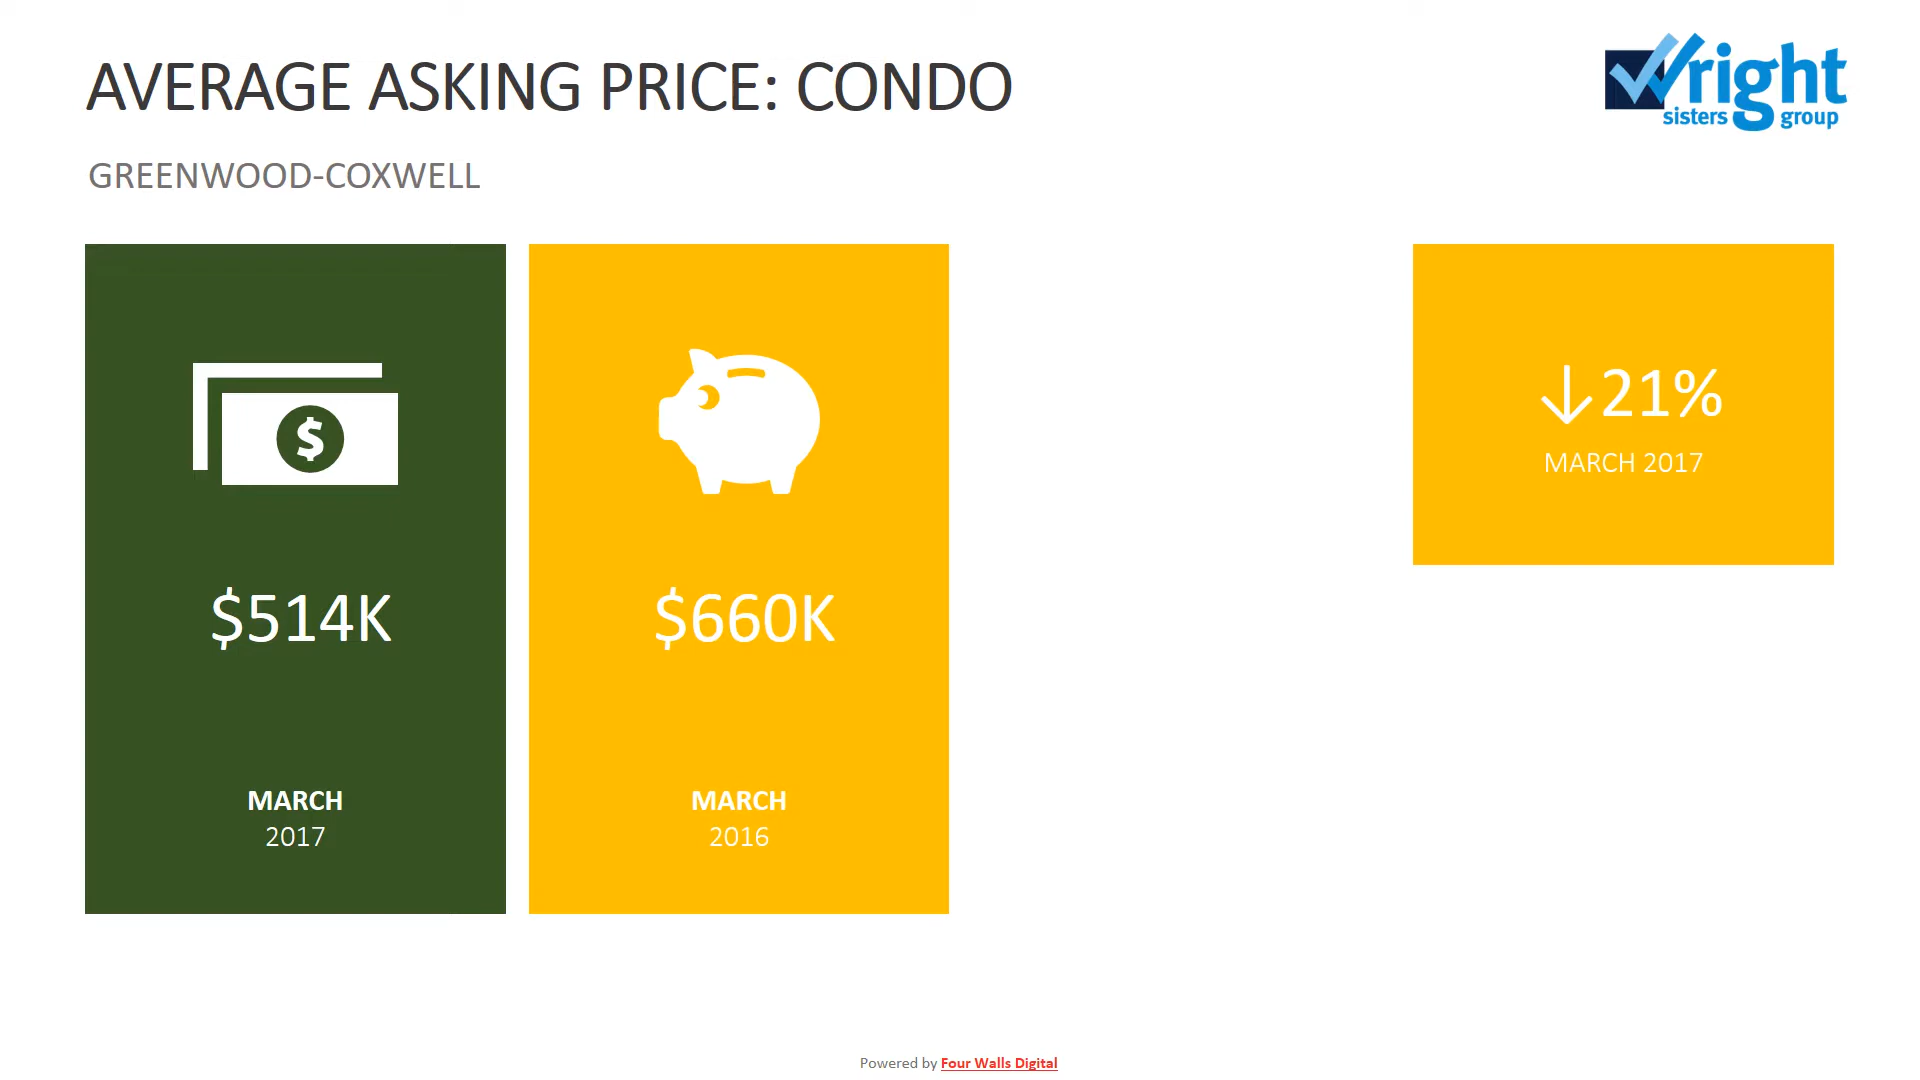 AVERAGE ASKING PRICE: CONDO
Wright
sisters group
GREENWOOD-COXWELL
$
$514K
MARCH
2017
$660K
MARCH
2016
↓21%
MARCH 2017
Powered by Four Walls Digital